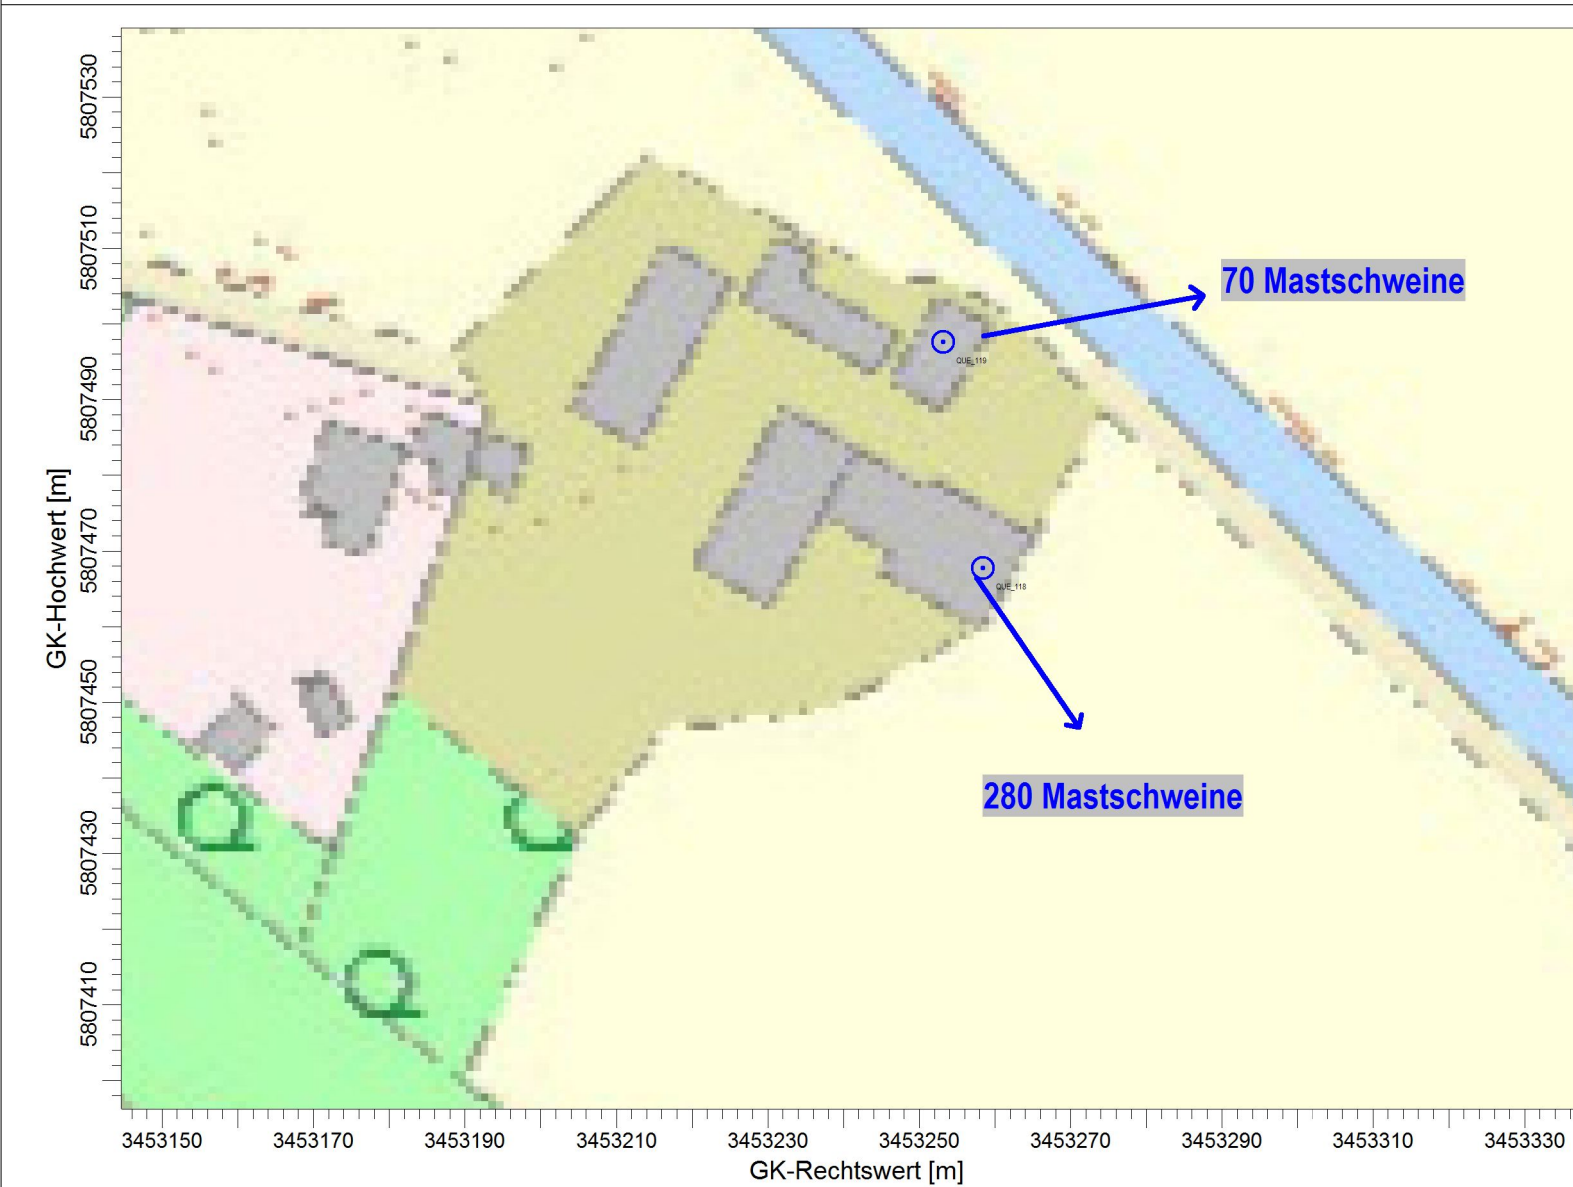 5807530
5807510
5807490
5807470
5807450
5807430
5807410
GK-Hochwert [m]
70 Mastschweine
QUE_119
QUE_118
280 Mastschweine
3453150 3453170 3453190 3453210 3453230 3453250 3453270 3453290 3453310 3453330
GK-Rechtswert [m]